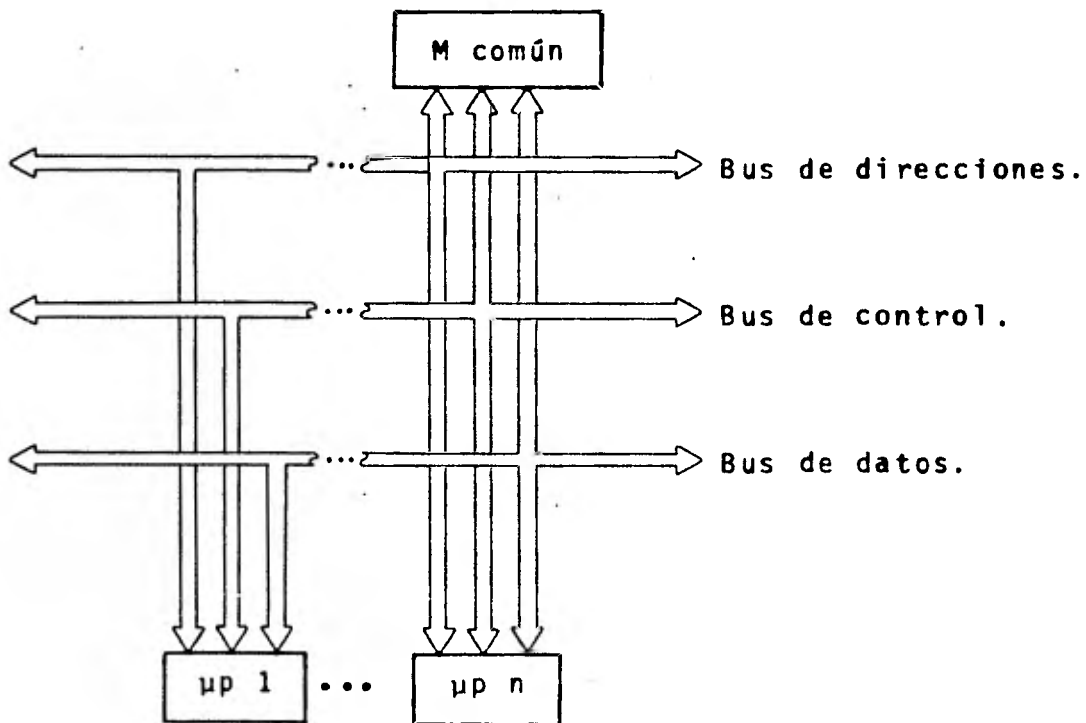 M común
Bus de direcciones.
Bus de control.
Bus de datos.
µp 1 ... µp n